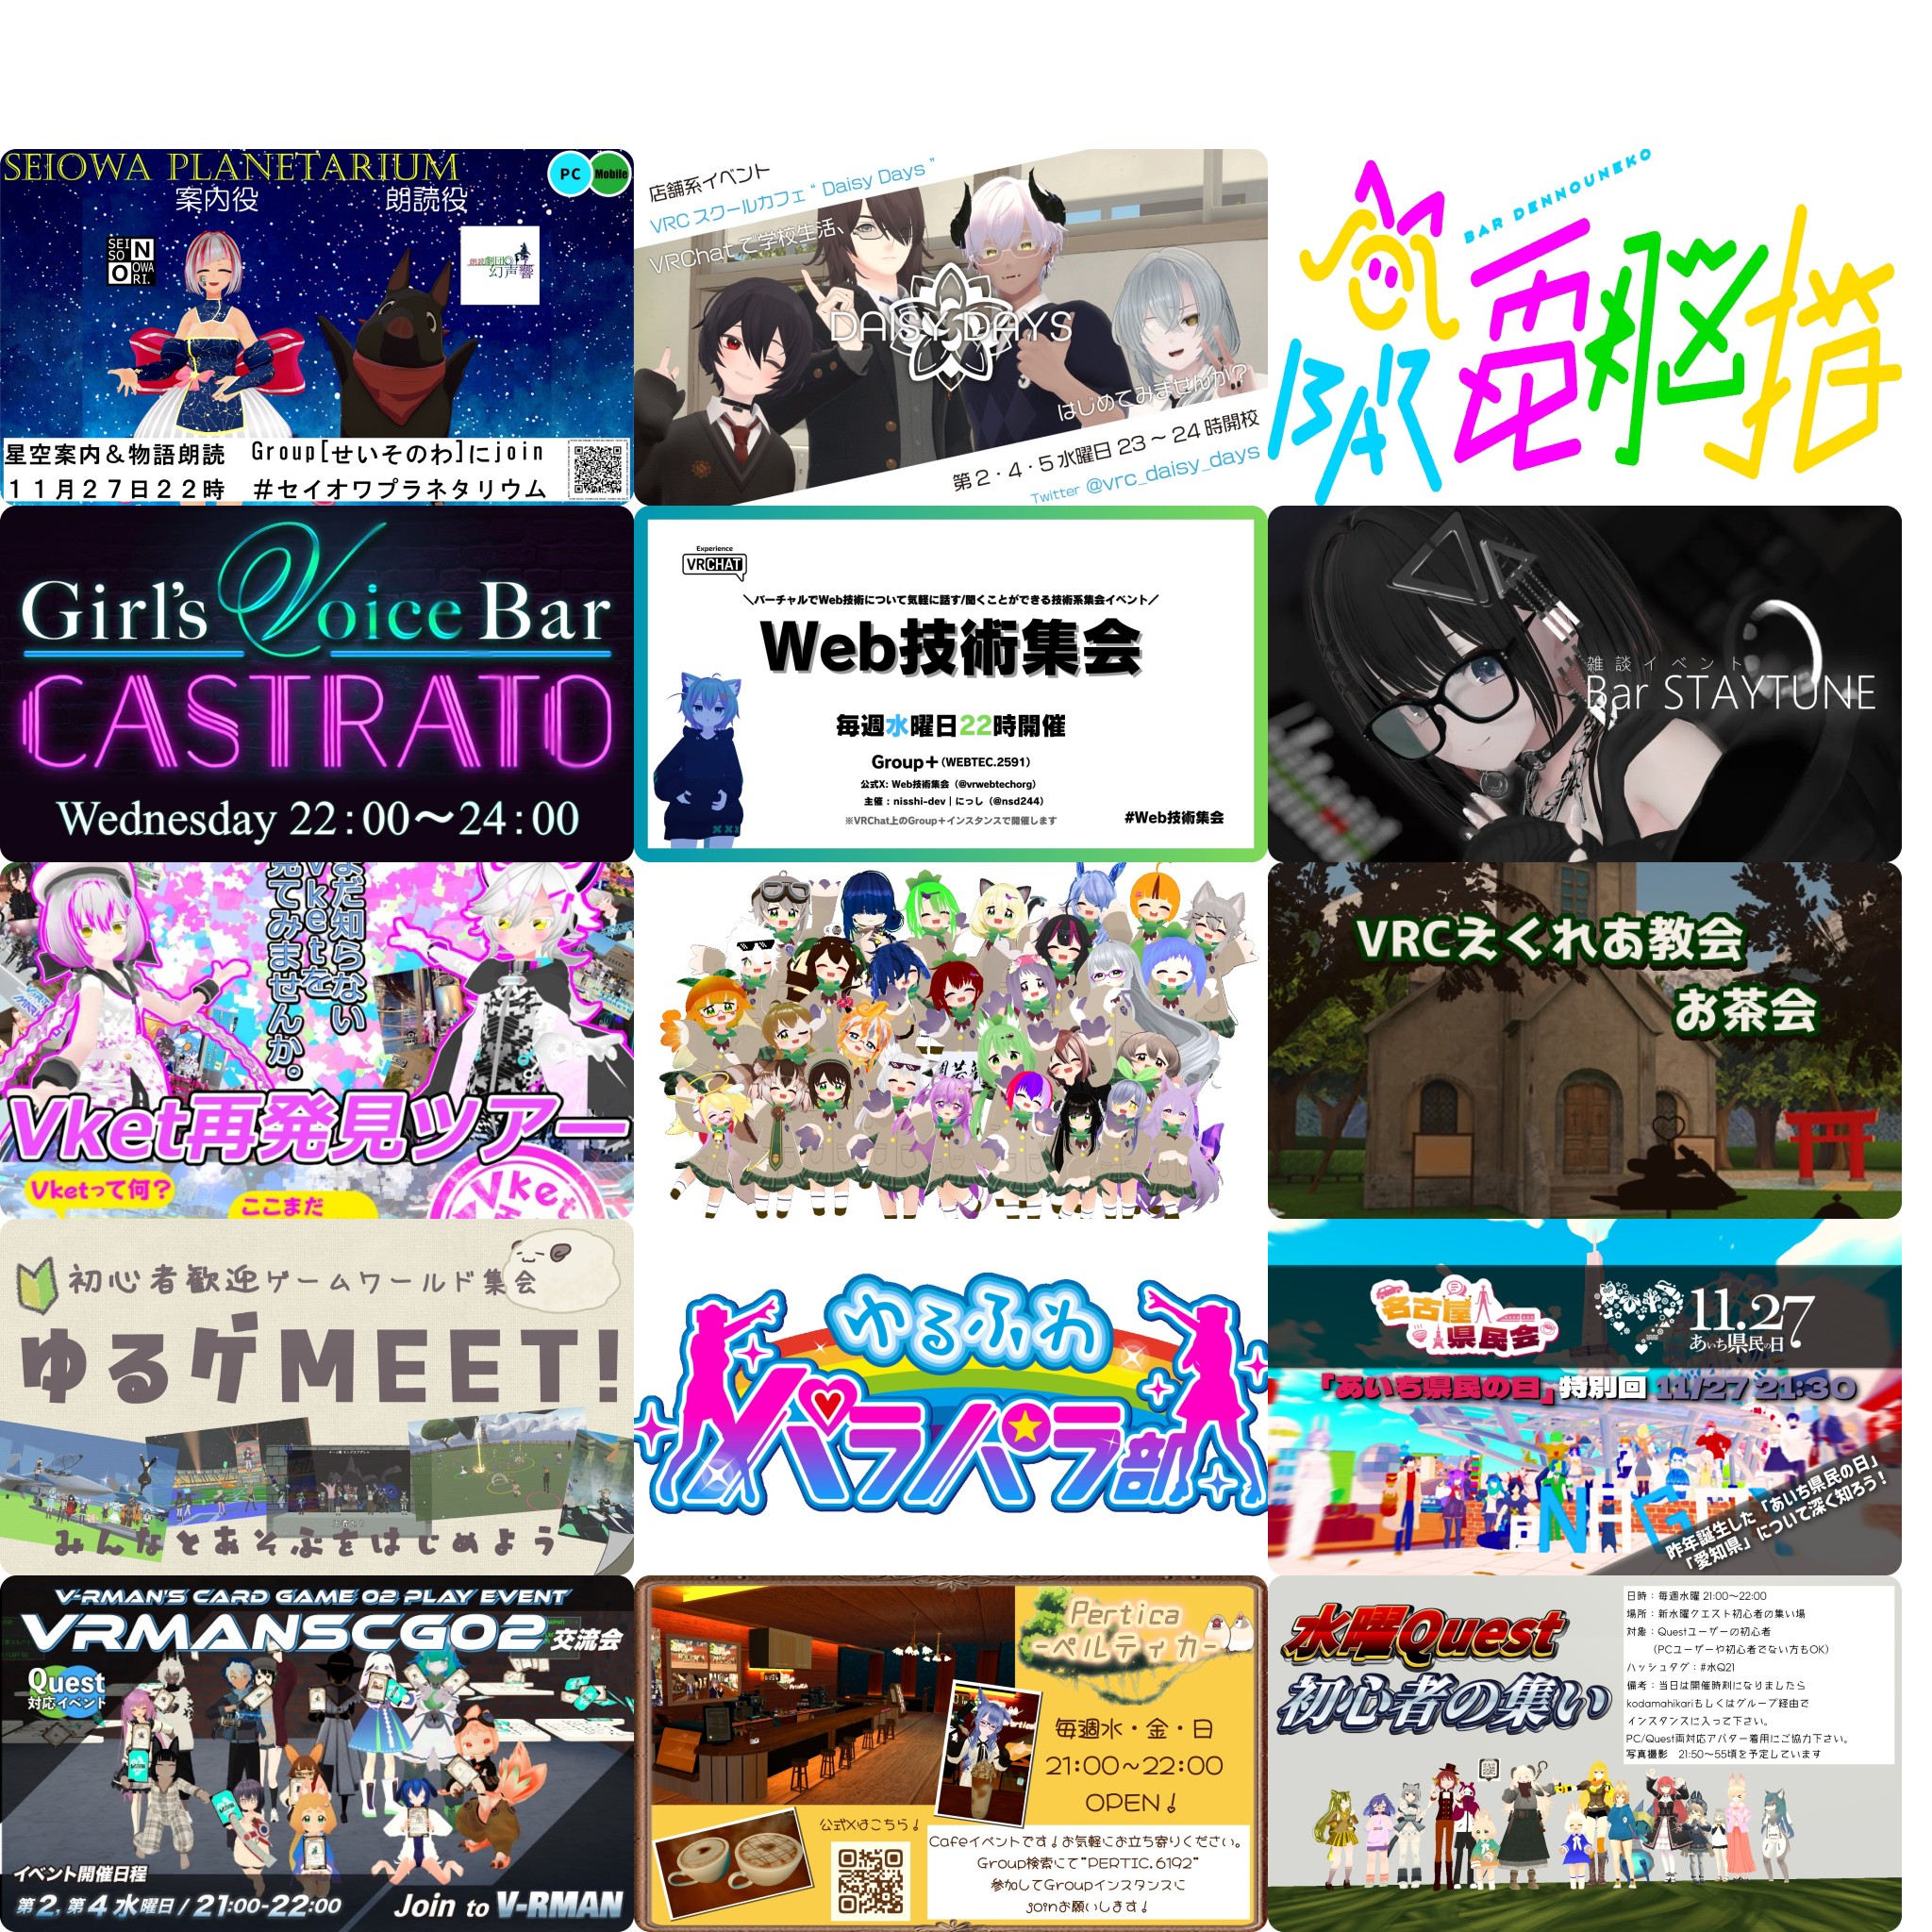 SEIOWA PLANETARIUM
PC
Mobile
案内役
朗読役
SEI
SO
N
O
OWA
RI.
朗読劇団
幻声響
星空案内&物語朗読
Group[せいそのわ]にjoin
11月27日22時
#セイオワプラネタリウム
店舗系イベント
VRC スクールカフェ “ Daisy Days ”
VRChat で学校生活、
DAISY DAYS
はじめてみませんか?
第2・4・5水曜日 23〜24時開校
Twitter @vrc_daisy_days
BAR DENNOUNEKO
BAR
電脳猫
Girl's Voice Bar
CASTRATO
Wednesday 22:00〜24:00
Experience
VRCHAT
\バーチャルでWeb技術について気軽に話す/聞くことができる技術系集会イベント/
Web技術集会
毎週水曜日22時開催
Group+(WEBTEC.2591)
公式X: Web技術集会(@vrwebtechorg)
主催:nisshi-dev|にっし(@nsd244)
※VRChat上のGroup+インスタンスで開催します
#Web技術集会
雑談イベント
Bar STAYTUNE
まだ知らない
Vketを
見てみませんか。
Vket再発見ツアー
Vketって何?
ここまだ
Vket
VRCえくれあ教会
お茶会
初心者歓迎ゲームワールド集会
ゆるゲMEET!
みんなとあそぶをはじめよう
ゆるふわ
パラパラ部
名古屋
県民会
11.27
あいち県民の日
「あいち県民の日」特別回 11/27 21:30
昨年誕生した「あいち県民の日」
「愛知県」について深く知ろう!
V-RMAN'S CARD GAME 02 PLAY EVENT
VRMANSCG02交流会
Quest
対応イベント
イベント開催日程
第2, 第4 水曜日 / 21:00-22:00
Join to V-RMAN
Pertica
-ペルティカ-
毎週水・金・日
21:00〜22:00
OPEN!
公式Xはこちら!
Cafeイベントです!お気軽にお立ち寄りください。
Group検索にて"PERTIC.6192"
参加してGroupインスタンスに
joinお願いします!
水曜Quest
初心者の集い
日時:毎週水曜 21:00〜22:00
場所:新水曜クエスト初心者の集い場
対象:Questユーザーの初心者
(PCユーザーや初心者でない方もOK)
ハッシュタグ:#水Q21
備考:当日は開催時刻になりましたら
kodamahikariもしくはグループ経由で
インスタンスに入って下さい。
PC/Quest両対応アバター着用にご協力下さい。
写真撮影 21:50〜55頃を予定しています